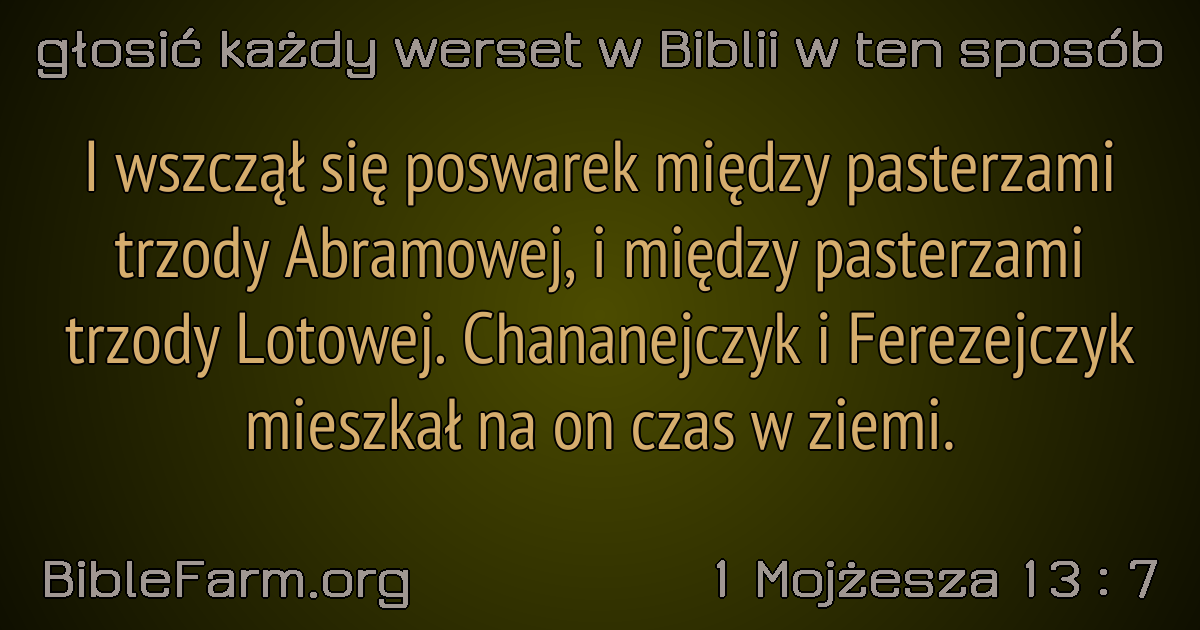 głosić każdy werset w Biblii w ten sposób
I wszczął się poswarek między pasterzami
trzody Abramowej, i między pasterzami
trzody Lotowej. Chananejczyk i Ferezejczyk
mieszkał na on czas w ziemi.
BibleFarm.org
1 Mojżesza 13 : 7